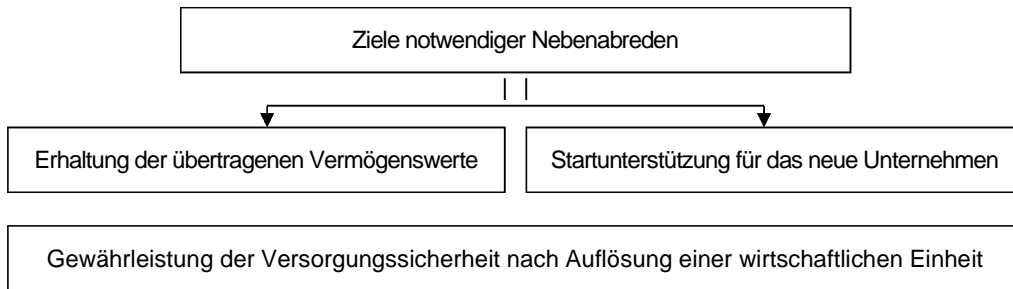 Ziele notwendiger Nebenabreden
Erhaltung der übertragenen Vermögenswerte
Startunterstützung für das neue Unternehmen
Gewährleistung der Versorgungssicherheit nach Auflösung einer wirtschaftlichen Einheit